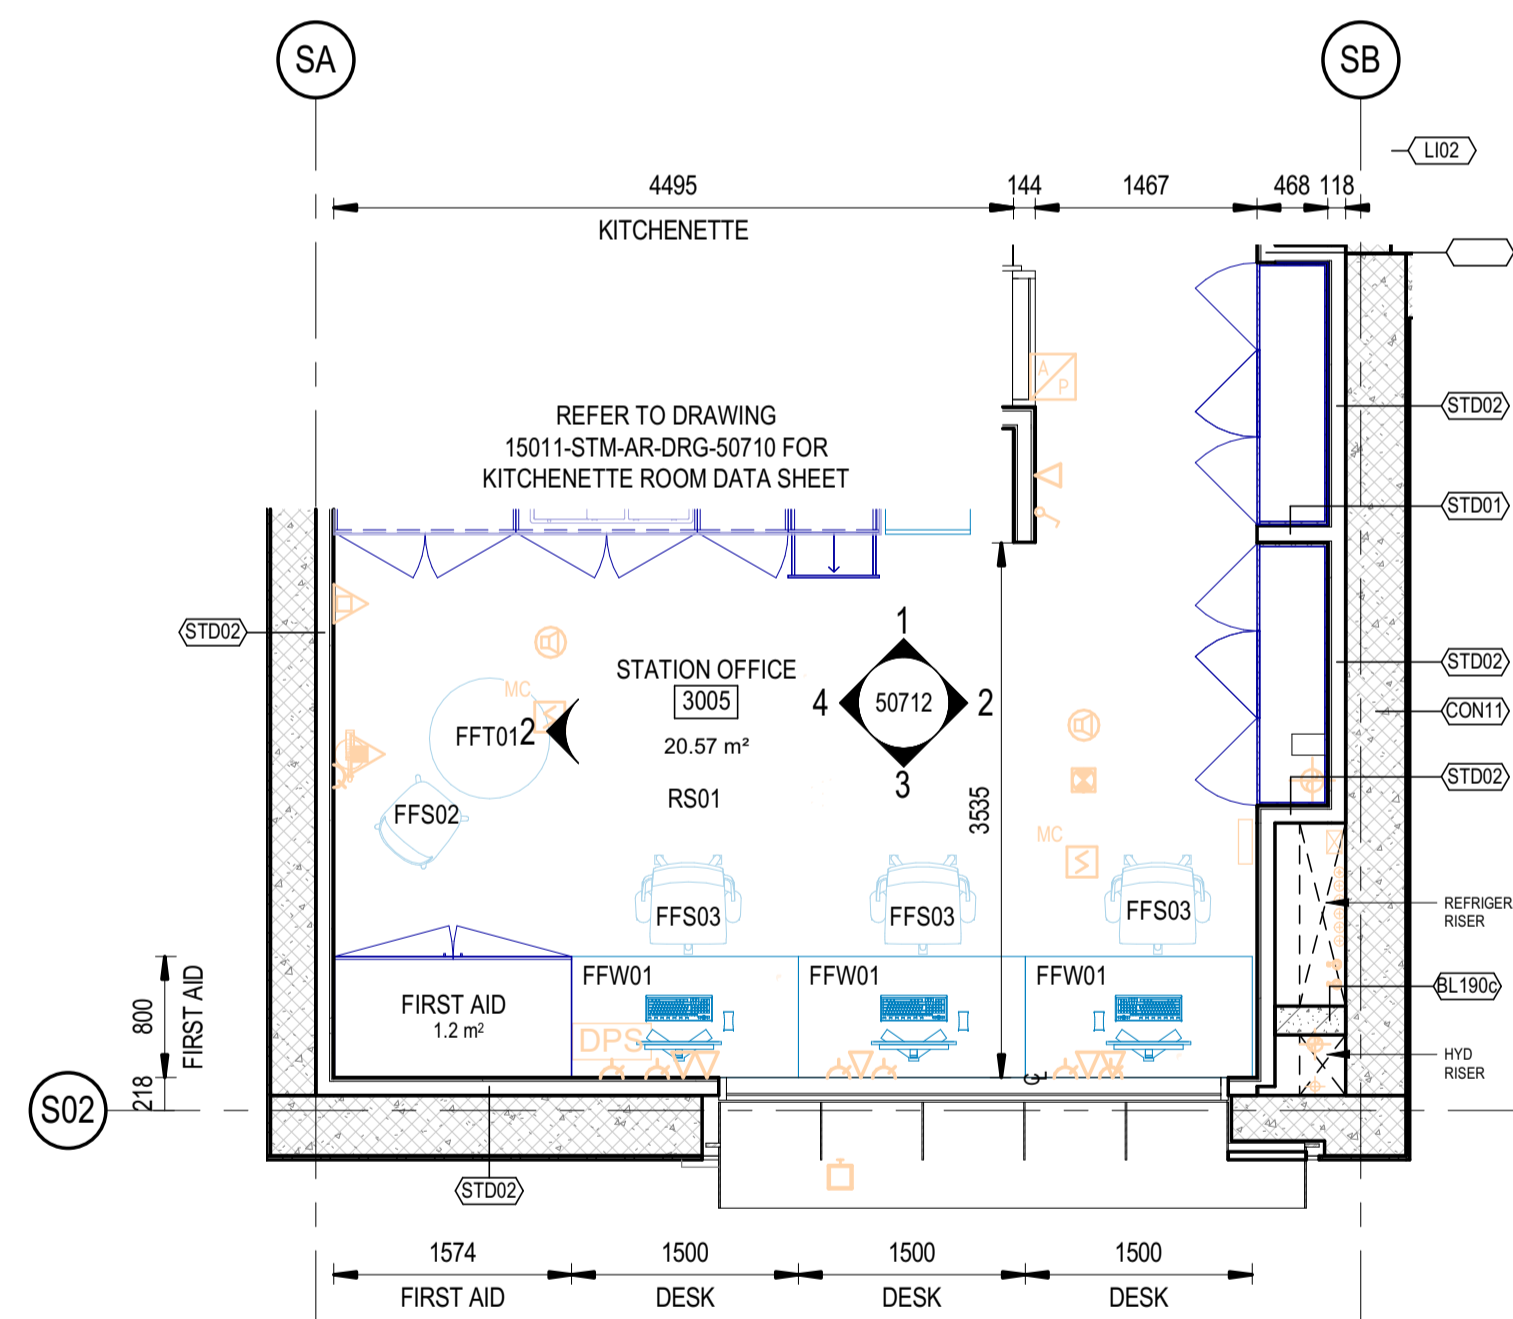 SA
SB
LI02
4495
144
1467
468
118
KITCHENETTE
A
P
REFER TO DRAWING
15011-STM-AR-DRG-50710 FOR
KITCHENETTE ROOM DATA SHEET
STD02
STD01
STD02
STATION OFFICE
3005
20.57 m²
RS01
MC
FFT01
2
FFS02
1
4
50712
2
3
3535
STD02
CON11
STD02
MC
FFS03
FFS03
FFS03
REFRIGER
RISER
BL190c
HYD
RISER
800
FIRST AID
218
FIRST AID
1.2 m²
FFW01
FFW01
FFW01
DPS
S02
STD02
1574
1500
1500
1500
FIRST AID
DESK
DESK
DESK